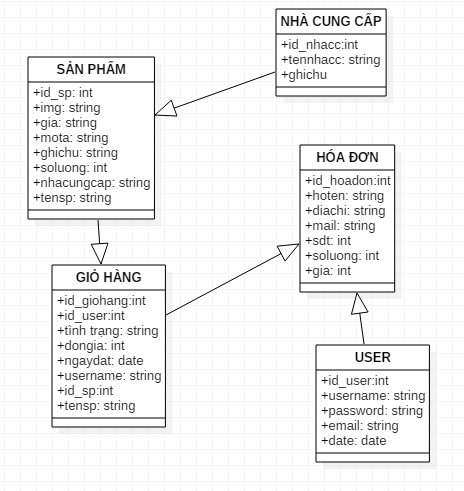 NHÀ CUNG CẤP
+id_nhacc:int
+tennhacc: string
+ghichu
SẢN PHẨM
+id_sp: int
+img: string
+gia: string
+mota: string
+ghichu: string
+soluong: int
+nhacungcap: string
+tensp: string
HÓA ĐƠN
+id_hoadon:int
+hoten: string
+diachi: string
+mail: string
+sdt: int
+soluong: int
+gia: int
GIỎ HÀNG
+id_giohang:int
+id_user:int
+tình trạng: string
+dongia: int
+ngaydat: date
+username: string
+id_sp:int
+tensp: string
USER
+id_user:int
+username: string
+password: string
+email: string
+date: date